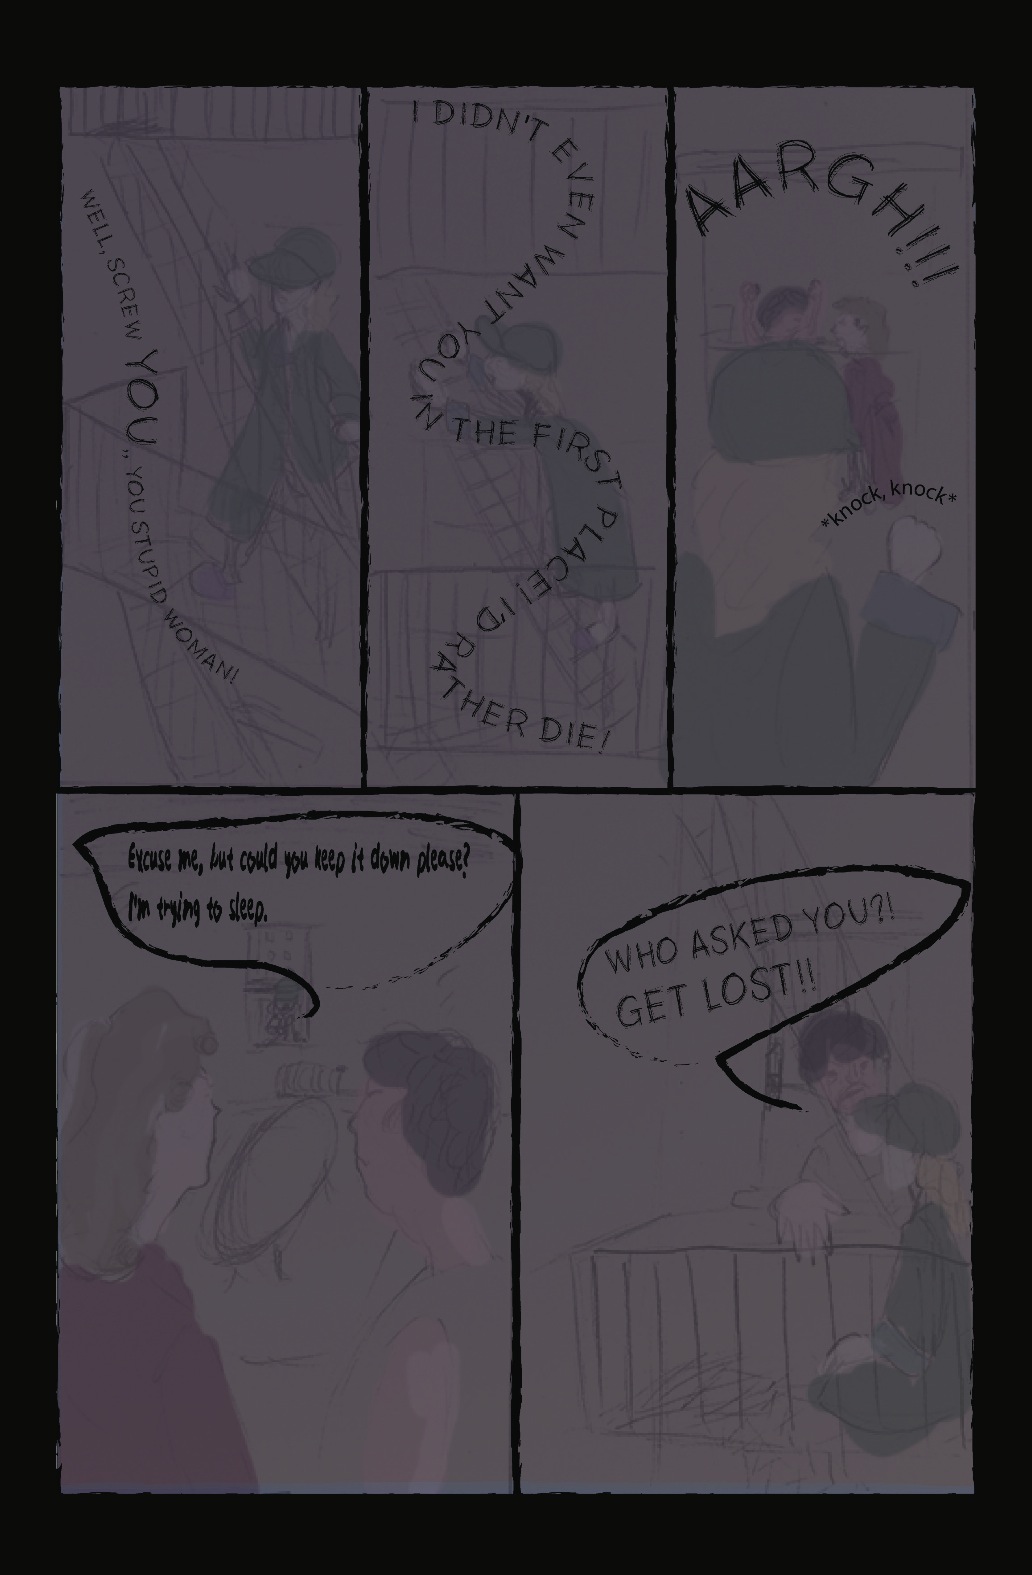 WELL, SCREW YOU,, YOU STUPID WOMAN!
I DIDN'T EVEN WANT YOU IN THE FIRST PLACE! I'D RATHER DIE!
AARGH!!!
*knock, knock*
Excuse me, but could you keep it down please?
I'm trying to sleep.
WHO ASKED YOU?!
GET LOST!!